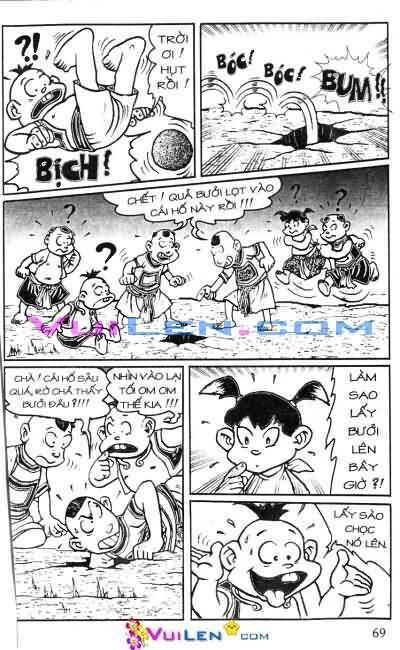 ?!
TRỜI
ƠI !
HỤT
RỒI !
BỊCH!
BÓC!
BÓC!
BUM!!
CHẾT ! QUẢ BƯỞI LỌT VÀO
CÁI HỐ NÀY RỒI !!!
?
?
?
?
VUILEN.COM
CHÀ ! CÁI HỐ SÂU
QUÁ, RỜ CHẢ THẤY
BƯỞI ĐÂU ?!!!
NHÌN VÀO LẠI
TỐI OM OM
THẾ KIA !!!
LÀM
SAO
LẤY
BƯỞI
LÊN
BÂY
GIỜ ?!
LẤY SÀO
CHỌC
NÓ LÊN.
69
VUILEN.COM